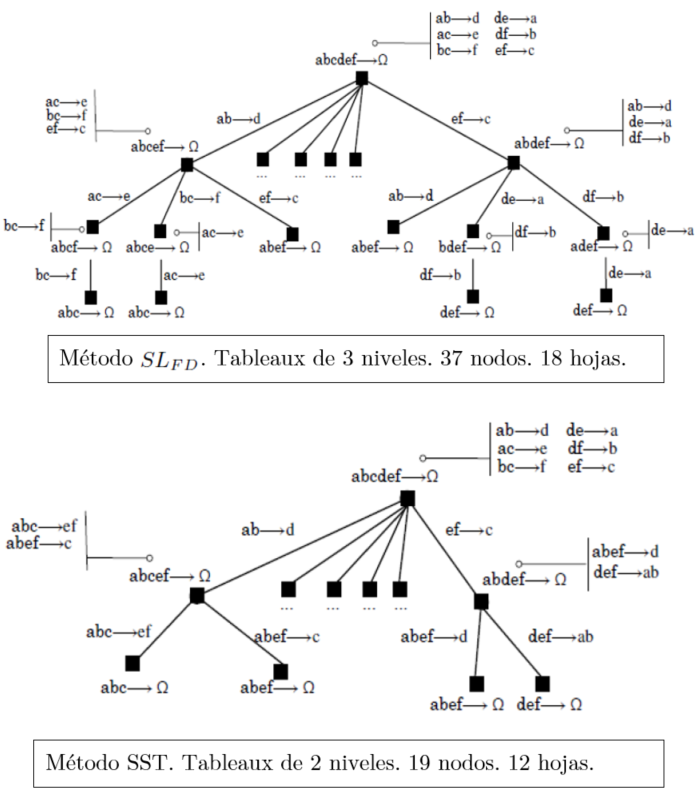 ab⟶d de⟶a
ac⟶e df⟶b
bc⟶f ef⟶c
abcdef⟶Ω
ac⟶e
bc⟶f
ef⟶c
ab⟶d
ef⟶c
ab⟶d
de⟶a
df⟶b
abcef⟶ Ω
abdef⟶ Ω
... ... ... ...
ac⟶e
bc⟶f
ef⟶c
ab⟶d
de⟶a
df⟶b
bc⟶f
abcf⟶ Ω
abce⟶ Ω
ac⟶e
abef⟶ Ω
abef⟶ Ω
bdef⟶ Ω
df⟶b
adef⟶ Ω
de⟶a
bc⟶f
ac⟶e
df⟶b
de⟶a
abc⟶ Ω
abc⟶ Ω
def⟶ Ω
def⟶ Ω
Método SL_FD. Tableaux de 3 niveles. 37 nodos. 18 hojas.
ab⟶d de⟶a
ac⟶e df⟶b
bc⟶f ef⟶c
abcdef⟶Ω
abc⟶ef
abef⟶c
ab⟶d
ef⟶c
abef⟶d
def⟶ab
abcef⟶ Ω
abdef⟶ Ω
... ... ... ...
abc⟶ef
abef⟶c
abef⟶d
def⟶ab
abc⟶ Ω
abef⟶ Ω
abef⟶ Ω
def⟶ Ω
Método SST. Tableaux de 2 niveles. 19 nodos. 12 hojas.